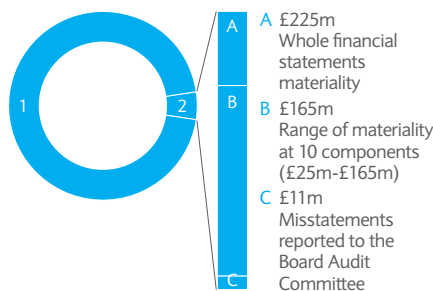 1
2
A
B
C
A £225m
Whole financial
statements
materiality
B £165m
Range of materiality
at 10 components
(£25m-£165m)
C £11m
Misstatements
reported to the
Board Audit
Committee